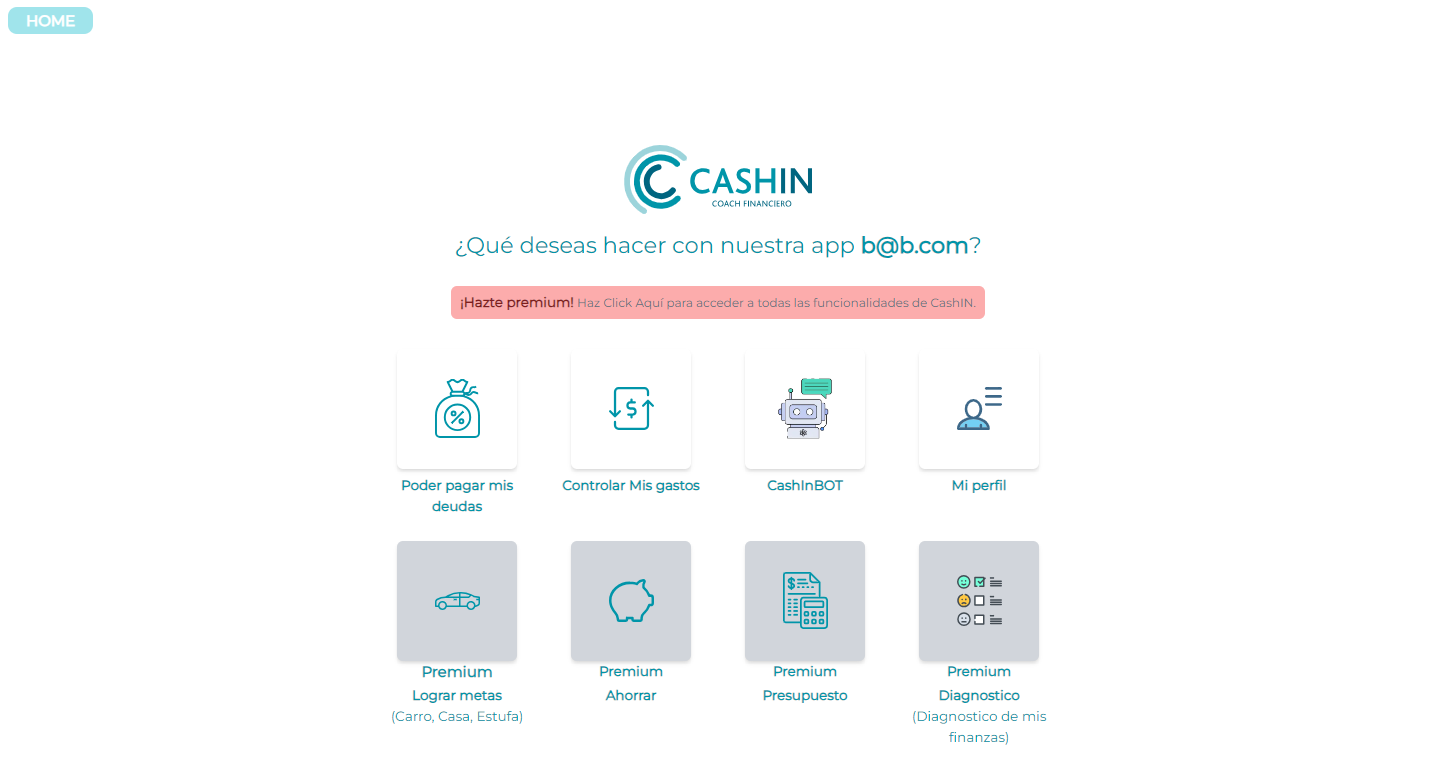 HOME
CASHIN
COACH FINANCIERO
¿Qué deseas hacer con nuestra app b@b.com?
¡Hazte premium! Haz Click Aquí para acceder a todas las funcionalidades de CashIN.
Poder pagar mis
deudas
Controlar Mis gastos
CashInBOT
Mi perfil
Premium
Lograr metas
(Carro, Casa, Estufa)
Premium
Ahorrar
Premium
Presupuesto
Premium
Diagnostico
(Diagnostico de mis
finanzas)